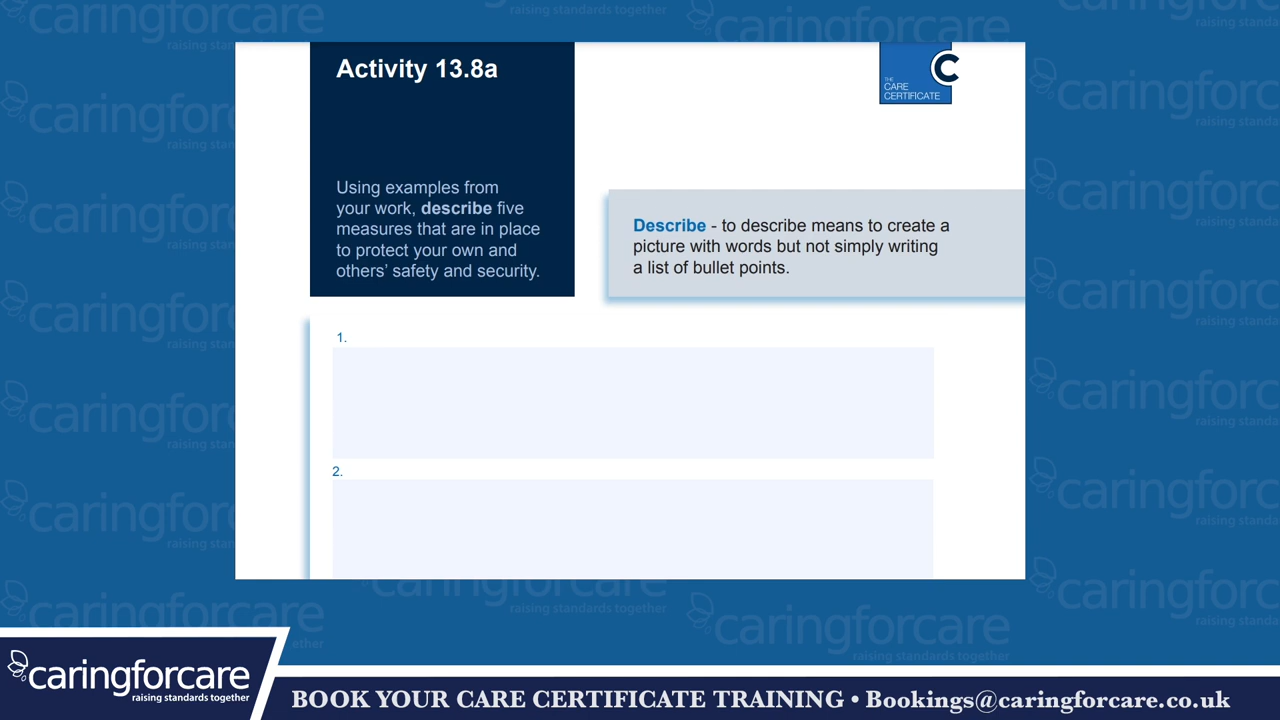 Activity 13.8a
THE
CARE
CERTIFICATE
C
Using examples from
your work, describe five
measures that are in place
to protect your own and
others’ safety and security.
Describe - to describe means to create a
picture with words but not simply writing
a list of bullet points.
1.
2.
caringforcare
raising standards together
BOOK YOUR CARE CERTIFICATE TRAINING • Bookings@caringforcare.co.uk